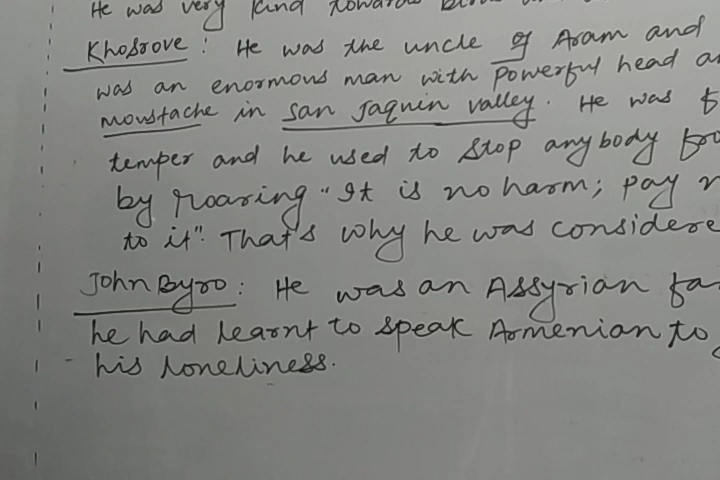 He was very kind towards
Khosrove : He was the uncle of Aram and
was an enormous man with powerful head
moustache in San Jaquin valley. He was
temper and he used to stop anybody
by roaring "It is no harm; pay
to it". That's why he was considere
John Byro : He was an Assyrian fa
he had learnt to speak Armenian to
his loneliness.